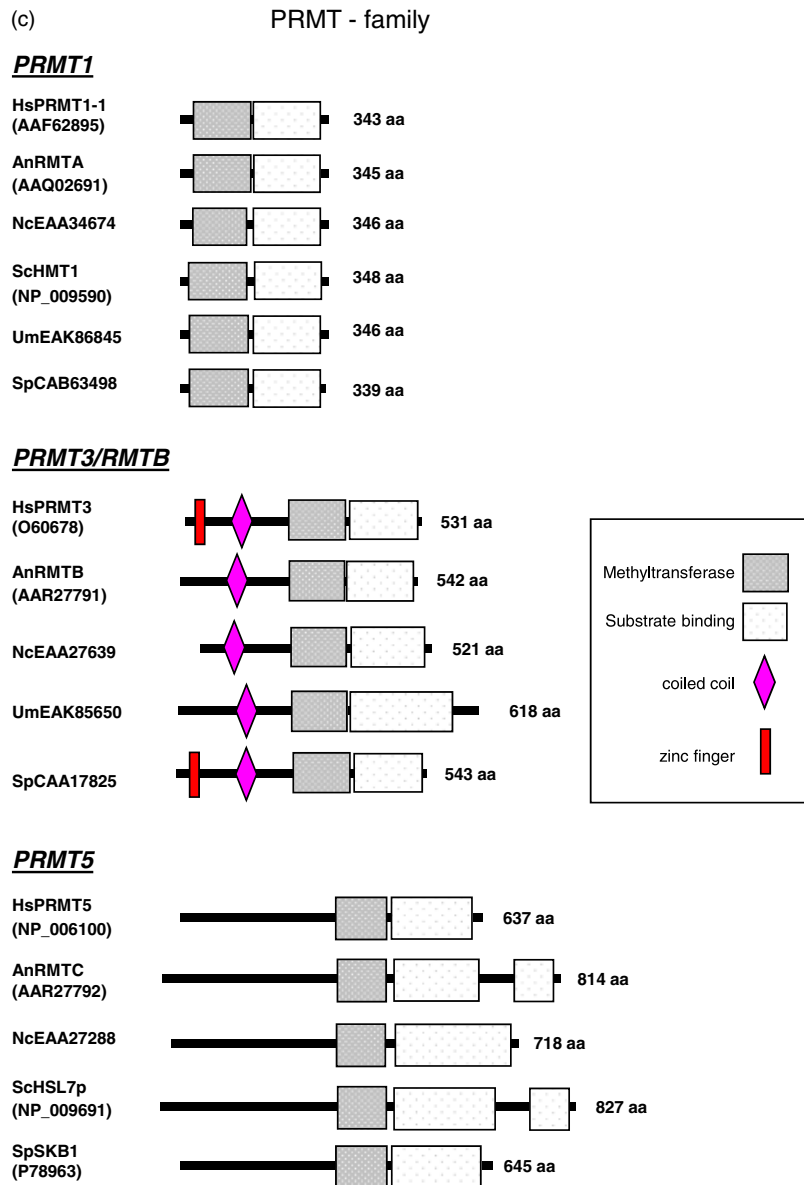 (c)
PRMT - family
PRMT1
HsPRMT1-1
(AAF62895)
343 aa
AnRMTA
(AAQ02691)
345 aa
NcEAA34674
346 aa
ScHMT1
(NP_009590)
348 aa
UmEAK86845
346 aa
SpCAB63498
339 aa
PRMT3/RMTB
HsPRMT3
(O60678)
531 aa
AnRMTB
(AAR27791)
542 aa
NcEAA27639
521 aa
UmEAK85650
618 aa
SpCAA17825
543 aa
Methyltransferase
Substrate binding
coiled coil
zinc finger
PRMT5
HsPRMT5
(NP_006100)
637 aa
AnRMTC
(AAR27792)
814 aa
NcEAA27288
718 aa
ScHSL7p
(NP_009691)
827 aa
SpSKB1
(P78963)
645 aa